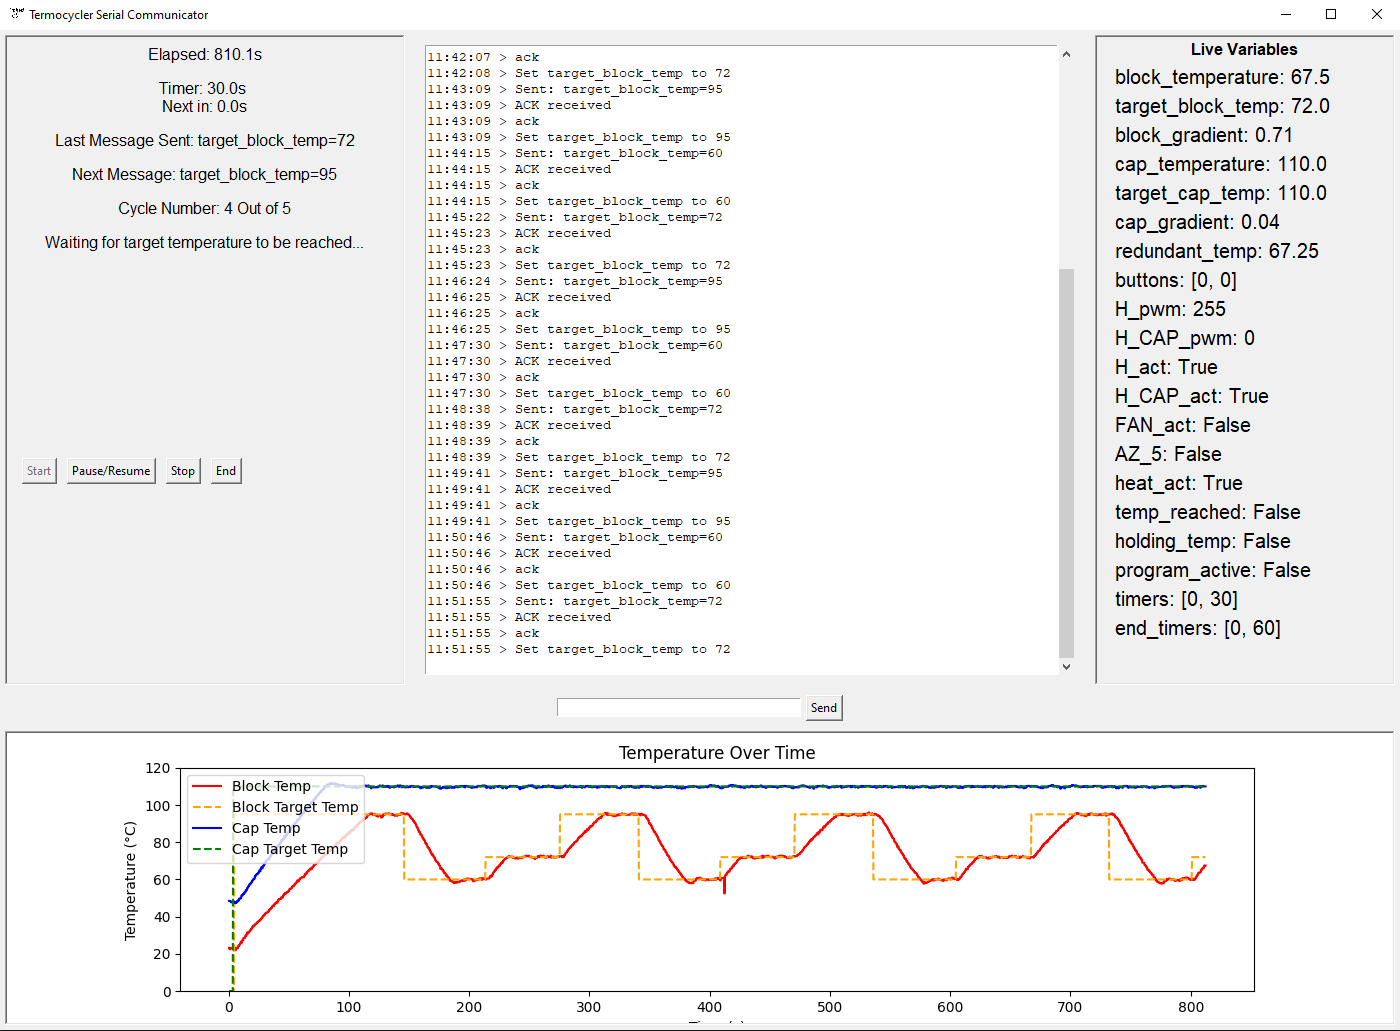 Termocycler Serial Communicator
Elapsed: 810.1s
Timer: 30.0s
Next in: 0.0s
Last Message Sent: target_block_temp=72
Next Message: target_block_temp=95
Cycle Number: 4 Out of 5
Waiting for target temperature to be reached...
Start Pause/Resume Stop End
11:42:07 > ack
11:42:08 > Set target_block_temp to 72
11:43:09 > Sent: target_block_temp=95
11:43:09 > ACK received
11:43:09 > ack
11:43:09 > Set target_block_temp to 95
11:44:15 > Sent: target_block_temp=60
11:44:15 > ACK received
11:44:15 > ack
11:44:15 > Set target_block_temp to 60
11:45:22 > Sent: target_block_temp=72
11:45:23 > ACK received
11:45:23 > ack
11:45:23 > Set target_block_temp to 72
11:46:24 > Sent: target_block_temp=95
11:46:25 > ACK received
11:46:25 > ack
11:46:25 > Set target_block_temp to 95
11:47:30 > Sent: target_block_temp=60
11:47:30 > ACK received
11:47:30 > ack
11:47:30 > Set target_block_temp to 60
11:48:38 > Sent: target_block_temp=72
11:48:39 > ACK received
11:48:39 > ack
11:48:39 > Set target_block_temp to 72
11:49:41 > Sent: target_block_temp=95
11:49:41 > ACK received
11:49:41 > ack
11:49:41 > Set target_block_temp to 95
11:50:46 > Sent: target_block_temp=60
11:50:46 > ACK received
11:50:46 > ack
11:50:46 > Set target_block_temp to 60
11:51:55 > Sent: target_block_temp=72
11:51:55 > ACK received
11:51:55 > ack
11:51:55 > Set target_block_temp to 72
Live Variables
block_temperature: 67.5
target_block_temp: 72.0
block_gradient: 0.71
cap_temperature: 110.0
target_cap_temp: 110.0
cap_gradient: 0.04
redundant_temp: 67.25
buttons: [0, 0]
H_pwm: 255
H_CAP_pwm: 0
H_act: True
H_CAP_act: True
FAN_act: False
AZ_5: False
heat_act: True
temp_reached: False
holding_temp: False
program_active: False
timers: [0, 30]
end_timers: [0, 60]
Send
Temperature Over Time
Temperature (°C)
120
100
80
60
40
20
0
Block Temp
Block Target Temp
Cap Temp
Cap Target Temp
0 100 200 300 400 500 600 700 800